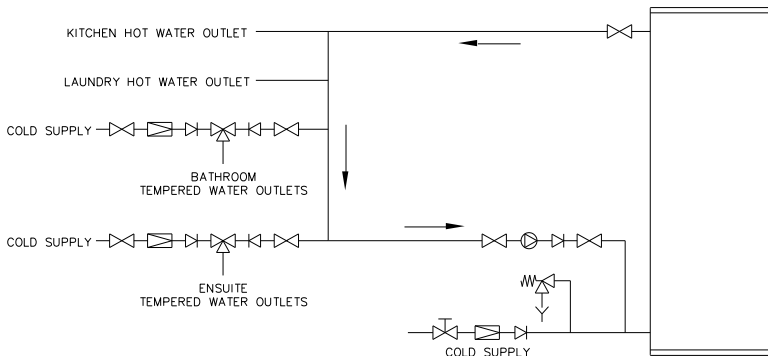 KITCHEN HOT WATER OUTLET
LAUNDRY HOT WATER OUTLET
COLD SUPPLY
BATHROOM
TEMPERED WATER OUTLETS
COLD SUPPLY
ENSUITE
TEMPERED WATER OUTLETS
COLD SUPPLY